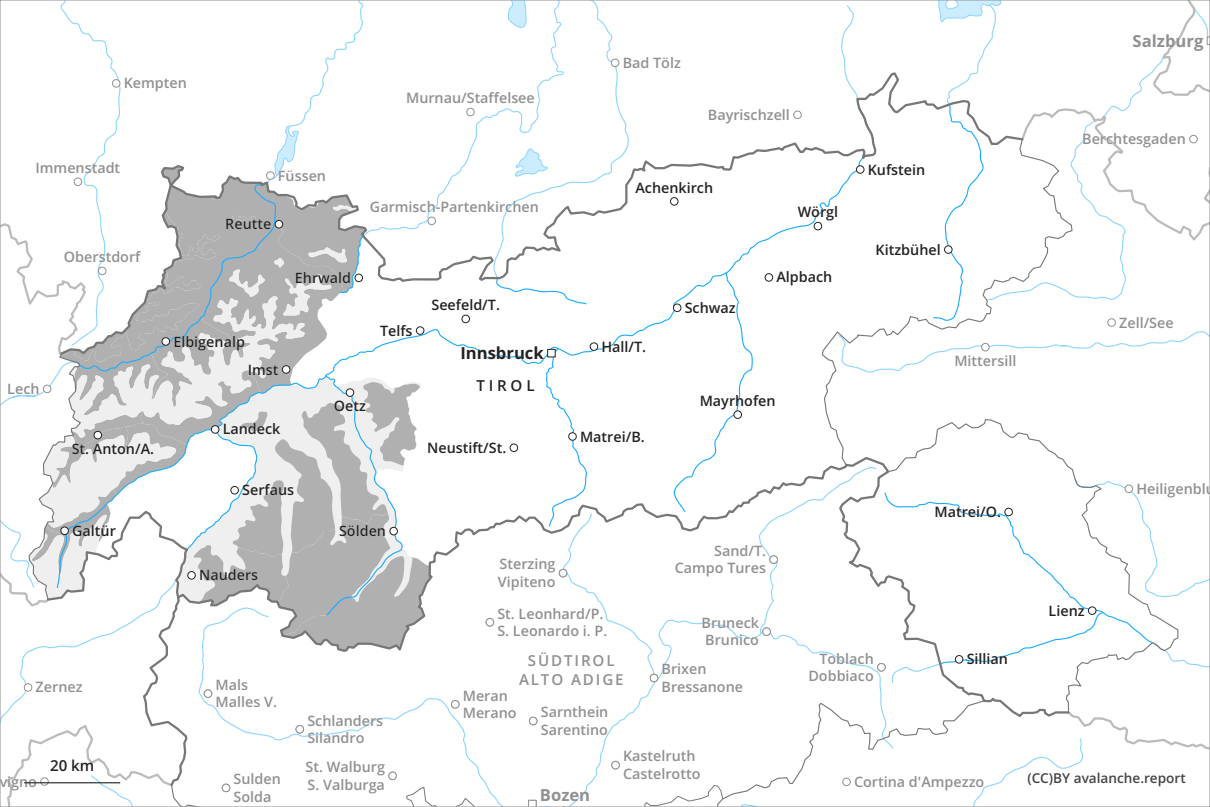 Salzburg
Bad Tölz
Kempten
Murnau/Staffelsee
Bayrischzell
Berchtesgaden
Immenstadt
Füssen
Kufstein
Achenkirch
Garmisch-Partenkirchen
Wörgl
Reutte
Kitzbühel
Oberstdorf
Ehrwald
Alpbach
Seefeld/T.
Schwaz
Zell/See
Telfs
Elbigenalp
Innsbruck
Hall/T.
Mittersill
Imst
TIROL
Lech
Oetz
Mayrhofen
Landeck
Matrei/B.
St. Anton/A.
Neustift/St.
Serfaus
Heiligenblu
Matrei/O.
Galtür
Sölden
Sand/T.
Campo Tures
Sterzing
Vipiteno
Nauders
Lienz
St. Leonhard/P.
S. Leonardo i. P.
Bruneck
Brunico
SÜDTIROL
ALTO ADIGE
Toblach
Dobbiaco
Sillian
Brixen
Bressanone
Zernez
Mals
Malles V.
Meran
Merano
Sarnthein
Sarentino
Schlanders
Silandro
Kastelruth
Castelrotto
St. Walburg
S. Valburga
20 km
vigno
Sulden
Solda
Cortina d'Ampezzo
(CC)BY avalanche.report
Bozen